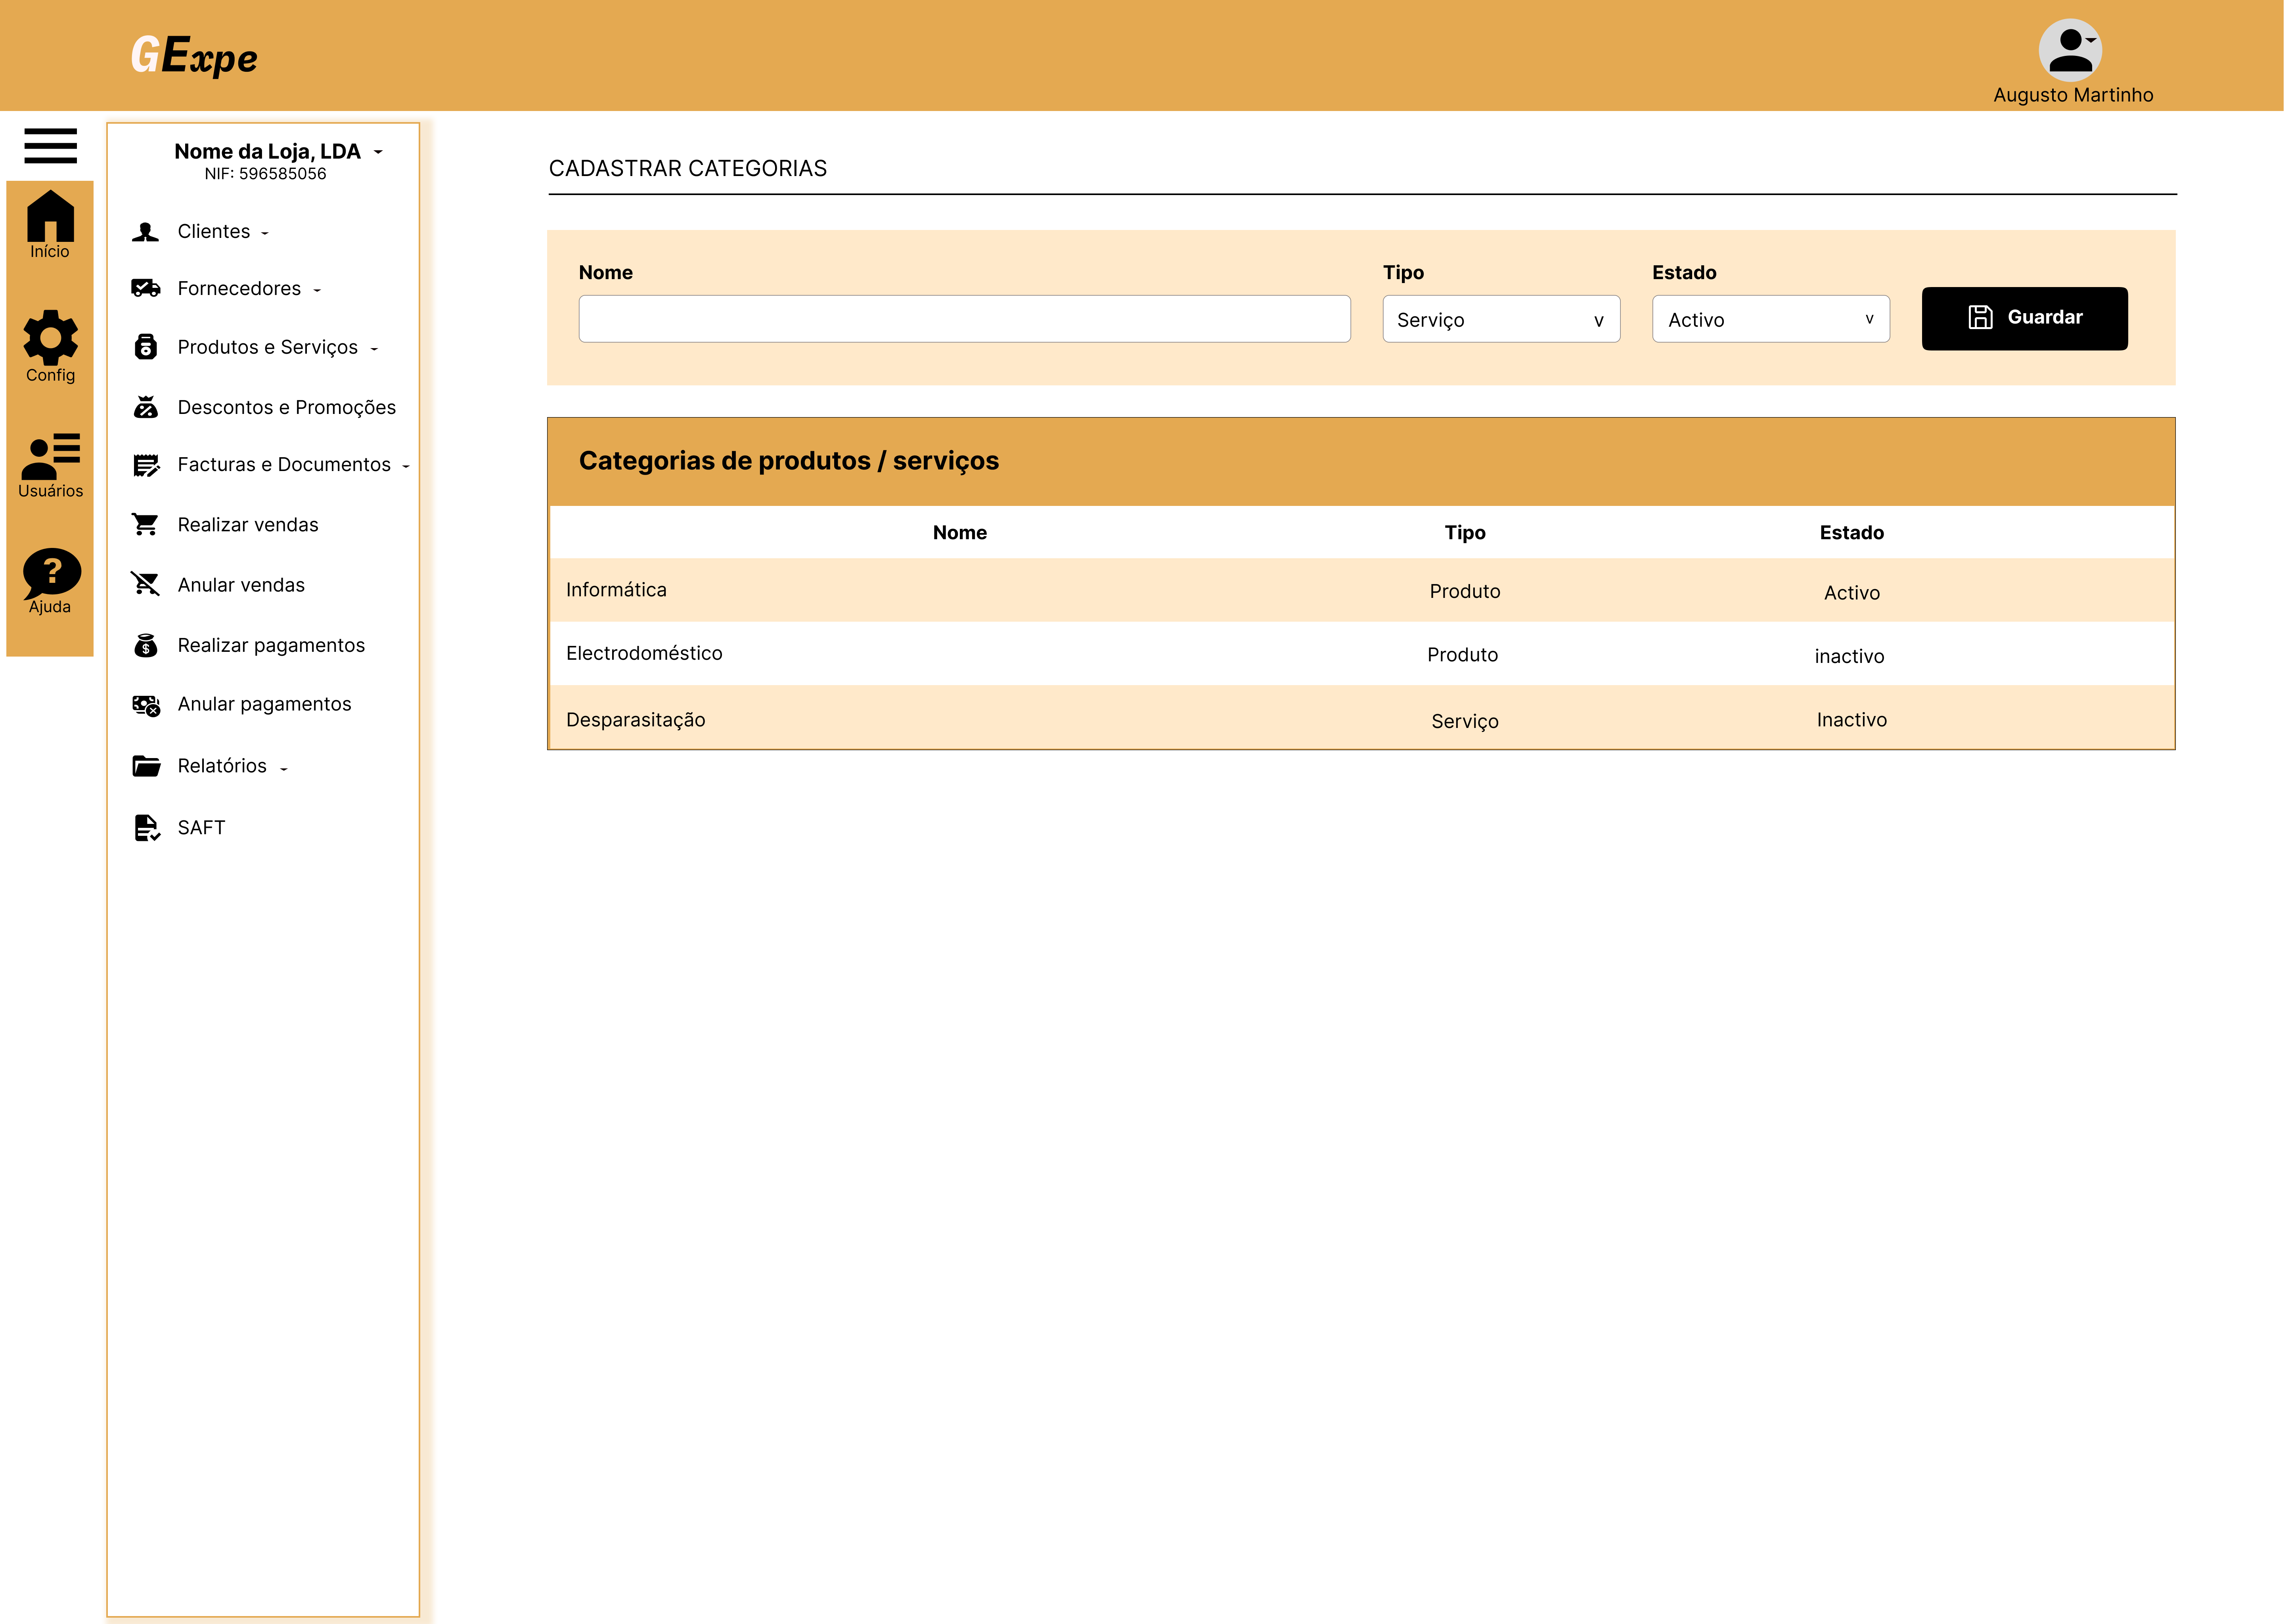 GExpe
Augusto Martinho
Início
Config
Usuários
?
Ajuda
Nome da Loja, LDA
NIF: 596585056
Clientes
Fornecedores
Produtos e Serviços
Descontos e Promoções
Facturas e Documentos
Realizar vendas
Anular vendas
$
Realizar pagamentos
Anular pagamentos
Relatórios
SAFT
CADASTRAR CATEGORIAS
Nome Tipo Estado
Serviço v Activo v Guardar
Categorias de produtos / serviços
Nome Tipo Estado
Informática Produto Activo
Electrodoméstico Produto inactivo
Desparasitação Serviço Inactivo